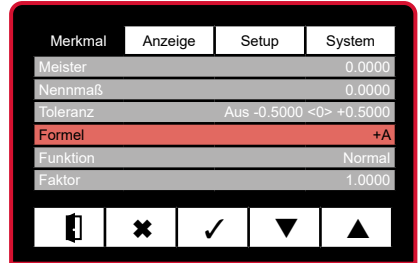 Merkmal Anzeige Setup System
Meister 0.0000
Nennmaß 0.0000
Toleranz Aus -0.5000 <0> +0.5000
Formel +A
Funktion Normal
Faktor 1.0000